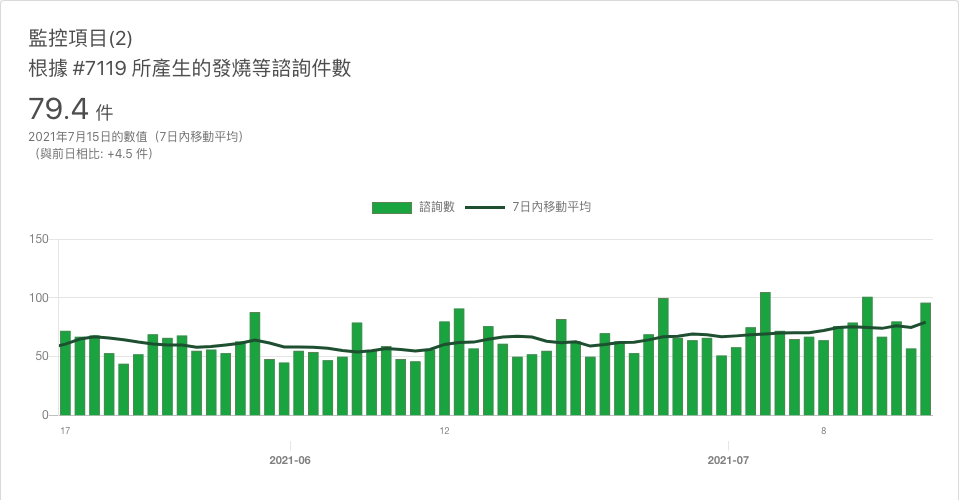 監控項目(2)
根據 #7119 所產生的發燒等諮詢件數
79.4 件
2021年7月15日的數值（7日內移動平均）
（與前日相比: +4.5 件）
諮詢數 7日內移動平均
150
100
50
0
17 12 8
2021-06 2021-07